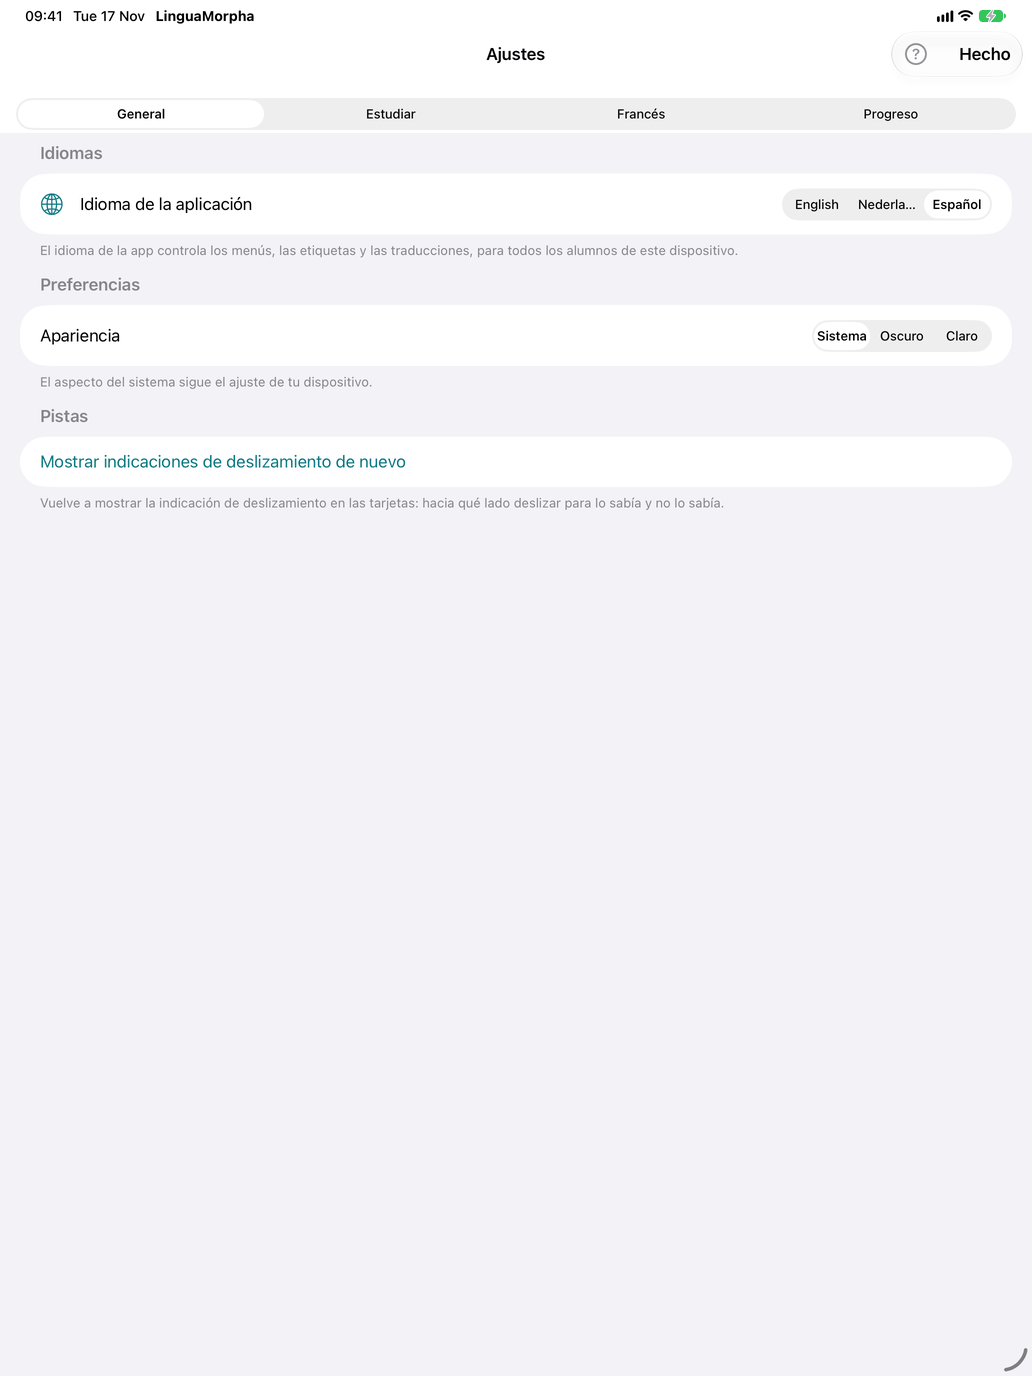 09:41 Tue 17 Nov LinguaMorpha
Ajustes
? Hecho
General Estudiar Francés Progreso
Idiomas
Idioma de la aplicación English Nederla... Español
El idioma de la app controla los menús, las etiquetas y las traducciones, para todos los alumnos de este dispositivo.
Preferencias
Apariencia Sistema Oscuro Claro
El aspecto del sistema sigue el ajuste de tu dispositivo.
Pistas
Mostrar indicaciones de deslizamiento de nuevo
Vuelve a mostrar la indicación de deslizamiento en las tarjetas: hacia qué lado deslizar para lo sabía y no lo sabía.